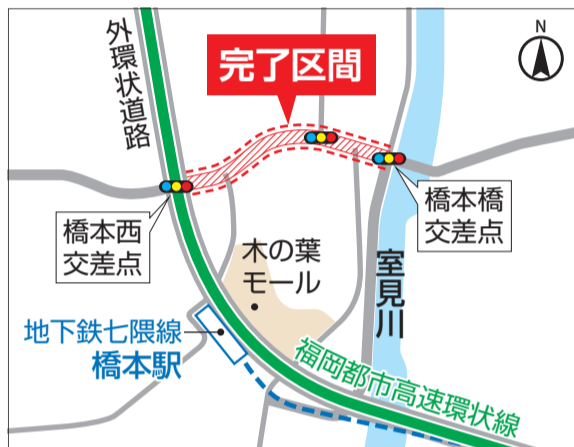 外環状道路
完了区間
N
橋本西
交差点
橋本橋
交差点
木の葉
モール
室見川
地下鉄七隈線
橋本駅
福岡都市高速環状線